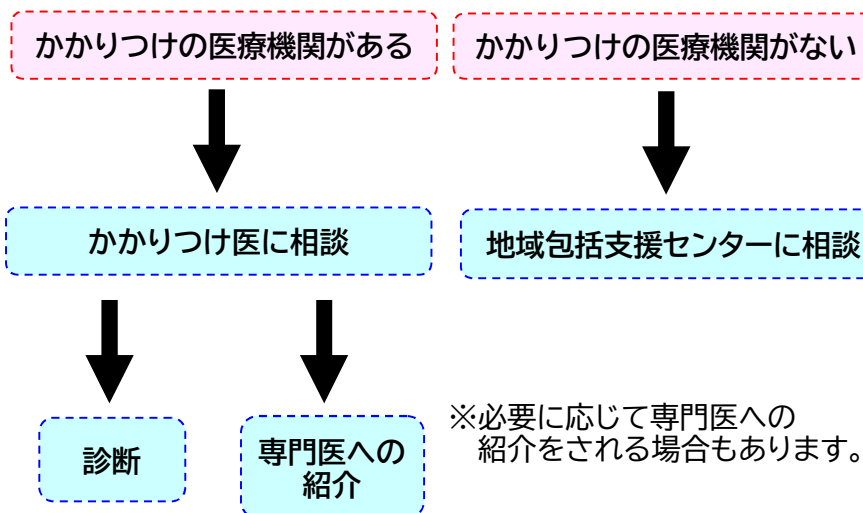 かかりつけの医療機関がある
かかりつけの医療機関がない
かかりつけ医に相談
地域包括支援センターに相談
診断
専門医への
紹介
※必要に応じて専門医への
紹介をされる場合もあります。